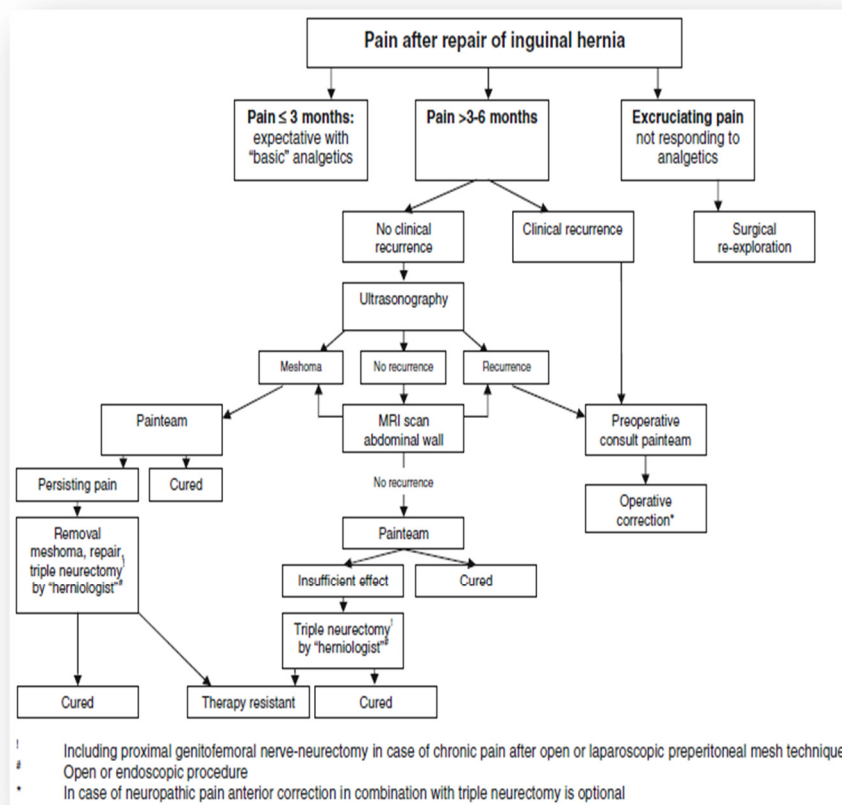 Pain after repair of inguinal hernia
Pain ≤ 3 months:
expectative with
"basic" analgetics
Pain >3-6 months
Excruciating pain
not responding to
analgetics
No clinical
recurrence
Clinical recurrence
Surgical
re-exploration
Ultrasonography
Meshoma
No recurrence
Recurrence
Painteam
MRI scan
abdominal wall
Preoperative
consult painteam
Persisting pain
Cured
No recurrence
Operative
correction*
Removal
meshoma, repair,
triple neurectomy!
by "herniologist"#
Painteam
Insufficient effect
Cured
Triple neurectomy!
by "herniologist"#
Cured
Therapy resistant
Cured
! Including proximal genitofemoral nerve-neurectomy in case of chronic pain after open or laparoscopic preperitoneal mesh technique
# Open or endoscopic procedure
* In case of neuropathic pain anterior correction in combination with triple neurectomy is optional